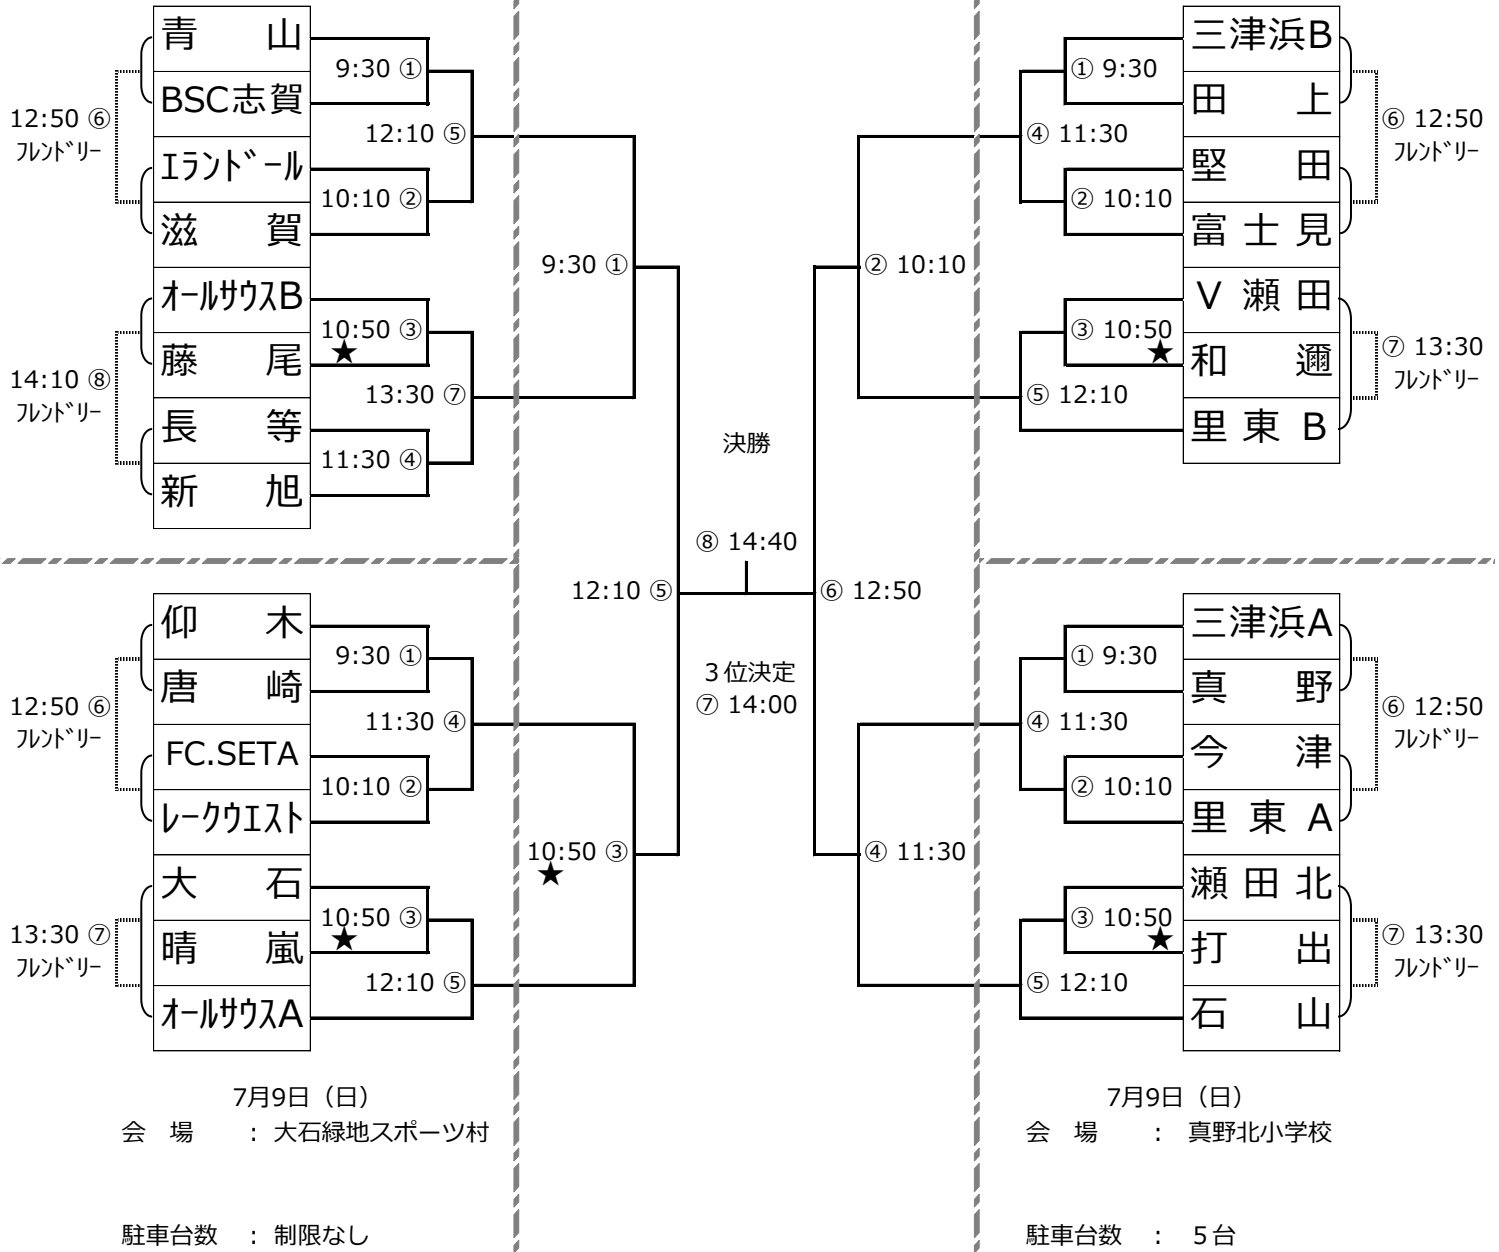 青山
9:30 ①
BSC志賀
12:50 ⑥
ﾌﾚﾝﾄﾞﾘｰ
12:10 ⑤
ｴﾗﾝﾄﾞｰﾙ
10:10 ②
滋賀
9:30 ①
ｵｰﾙｻｳｽB
10:50 ③
★
藤尾
14:10 ⑧
ﾌﾚﾝﾄﾞﾘｰ
13:30 ⑦
長等
11:30 ④
新旭
三津浜B
① 9:30
田上
⑥ 12:50
ﾌﾚﾝﾄﾞﾘｰ
④ 11:30
堅田
② 10:10
富士見
② 10:10
V瀬田
③ 10:50
★
和邇
⑦ 13:30
ﾌﾚﾝﾄﾞﾘｰ
⑤ 12:10
里東B
決勝
⑧ 14:40
12:10 ⑤
⑥ 12:50
3位決定
⑦ 14:00
仰木
9:30 ①
唐崎
12:50 ⑥
ﾌﾚﾝﾄﾞﾘｰ
11:30 ④
FC.SETA
10:10 ②
ﾚｰｸｳｴｽﾄ
10:50 ③
★
大石
10:50 ③
★
晴嵐
13:30 ⑦
ﾌﾚﾝﾄﾞﾘｰ
12:10 ⑤
ｵｰﾙｻｳｽA
三津浜A
① 9:30
真野
⑥ 12:50
ﾌﾚﾝﾄﾞﾘｰ
④ 11:30
今津
② 10:10
里東A
④ 11:30
瀬田北
③ 10:50
★
打出
⑦ 13:30
ﾌﾚﾝﾄﾞﾘｰ
⑤ 12:10
石山
7月9日（日）
会　場　：大石緑地スポーツ村
駐車台数　：制限なし
7月9日（日）
会　場　：真野北小学校
駐車台数　：5台